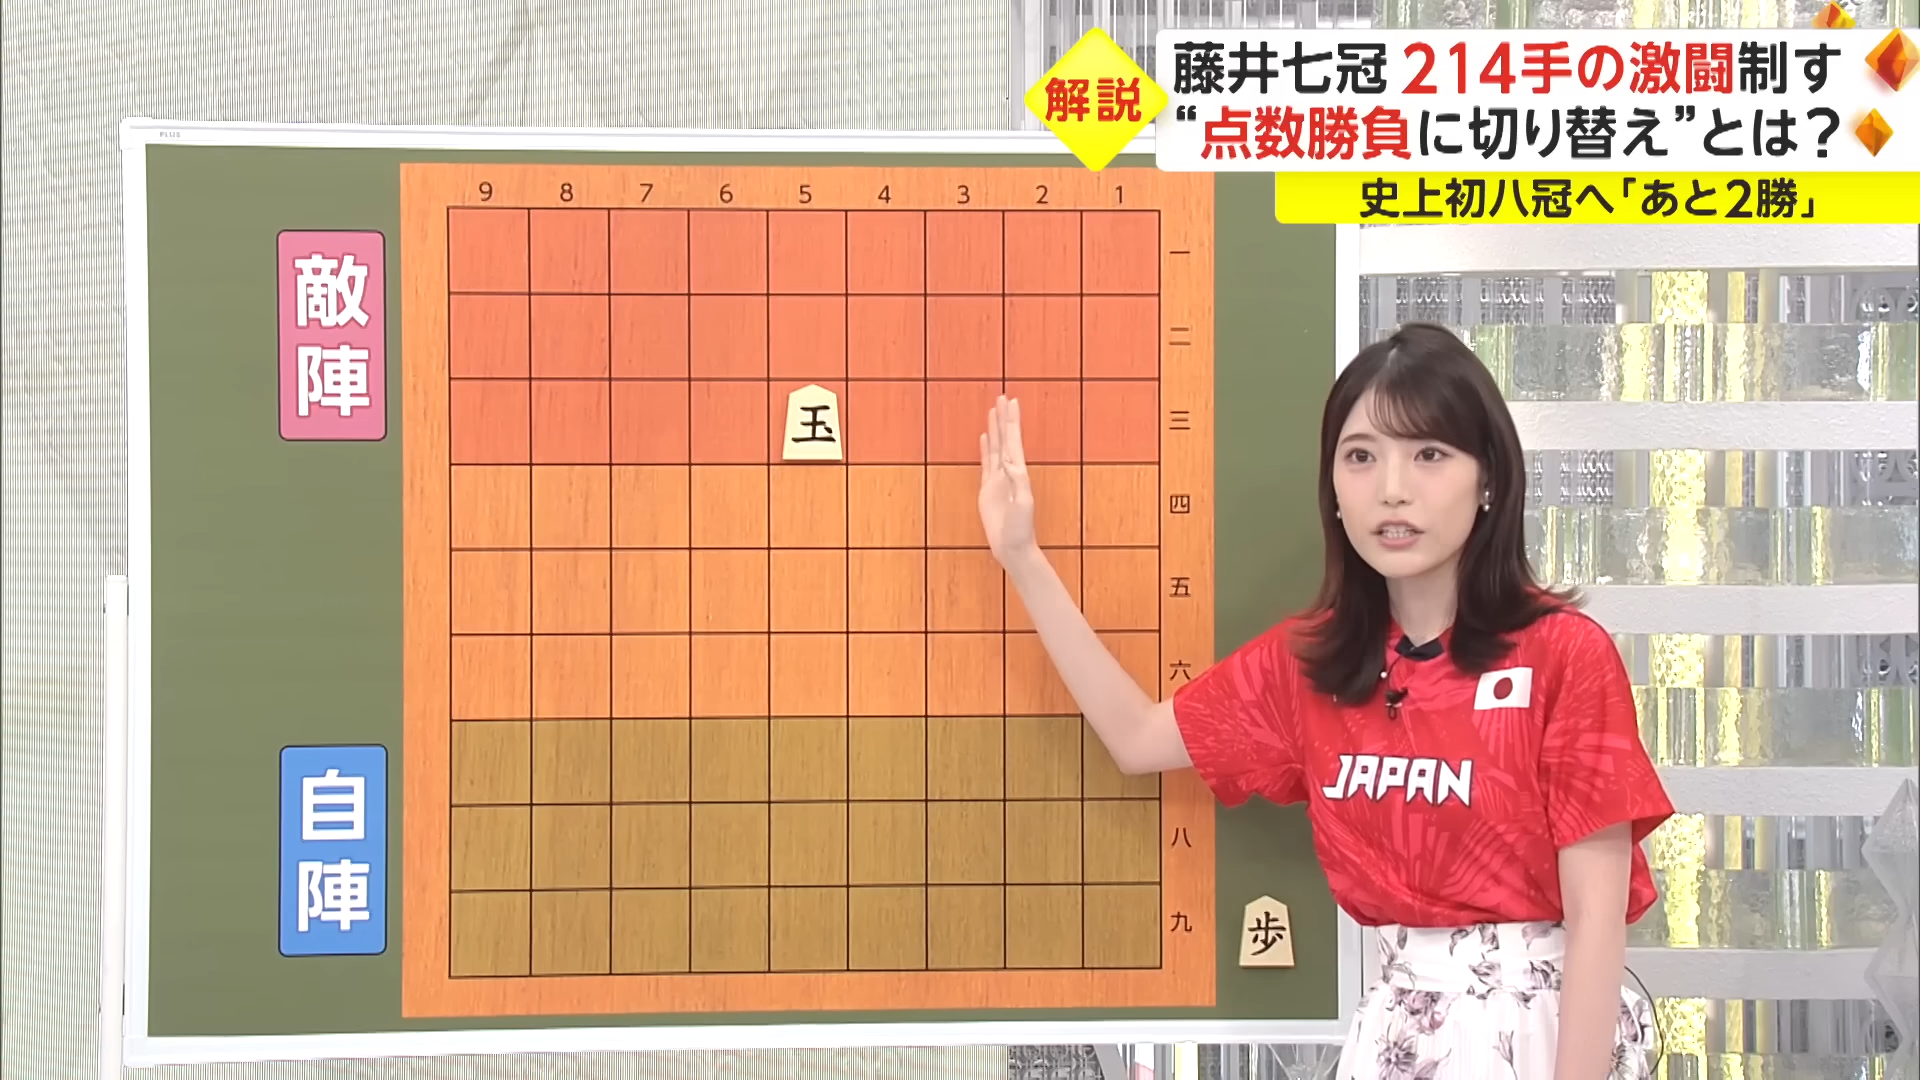 解説
藤井七冠 214手の激闘制す
“点数勝負に切り替え”とは？
史上初八冠へ「あと2勝」
PLUS
9 8 7 6 5 4 3 2 1
敵陣
一
二
三
四
五
六
八
九
玉
自陣
歩
JAPAN